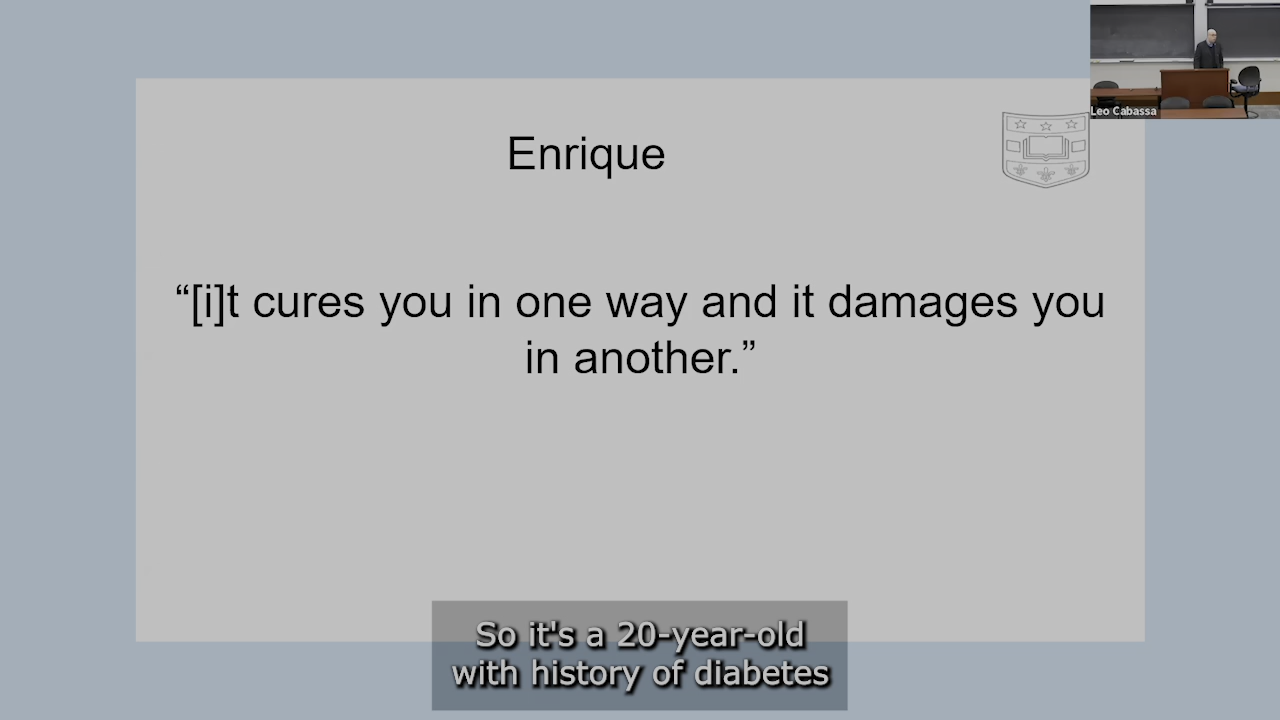 Leo Cabassa
Enrique
“[i]t cures you in one way and it damages you
in another.”
So it's a 20-year-old
with history of diabetes